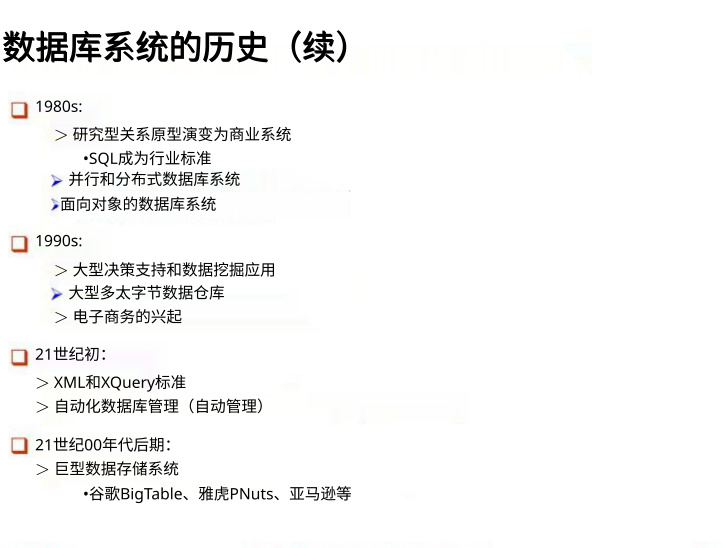 数据库系统的历史（续）
1980s:
＞ 研究型关系原型演变为商业系统
•SQL成为行业标准
➢ 并行和分布式数据库系统
➢面向对象的数据库系统
1990s:
＞ 大型决策支持和数据挖掘应用
➢ 大型多太字节数据仓库
＞ 电子商务的兴起
21世纪初：
＞ XML和XQuery标准
＞ 自动化数据库管理（自动管理）
21世纪00年代后期：
＞ 巨型数据存储系统
•谷歌BigTable、雅虎PNuts、亚马逊等